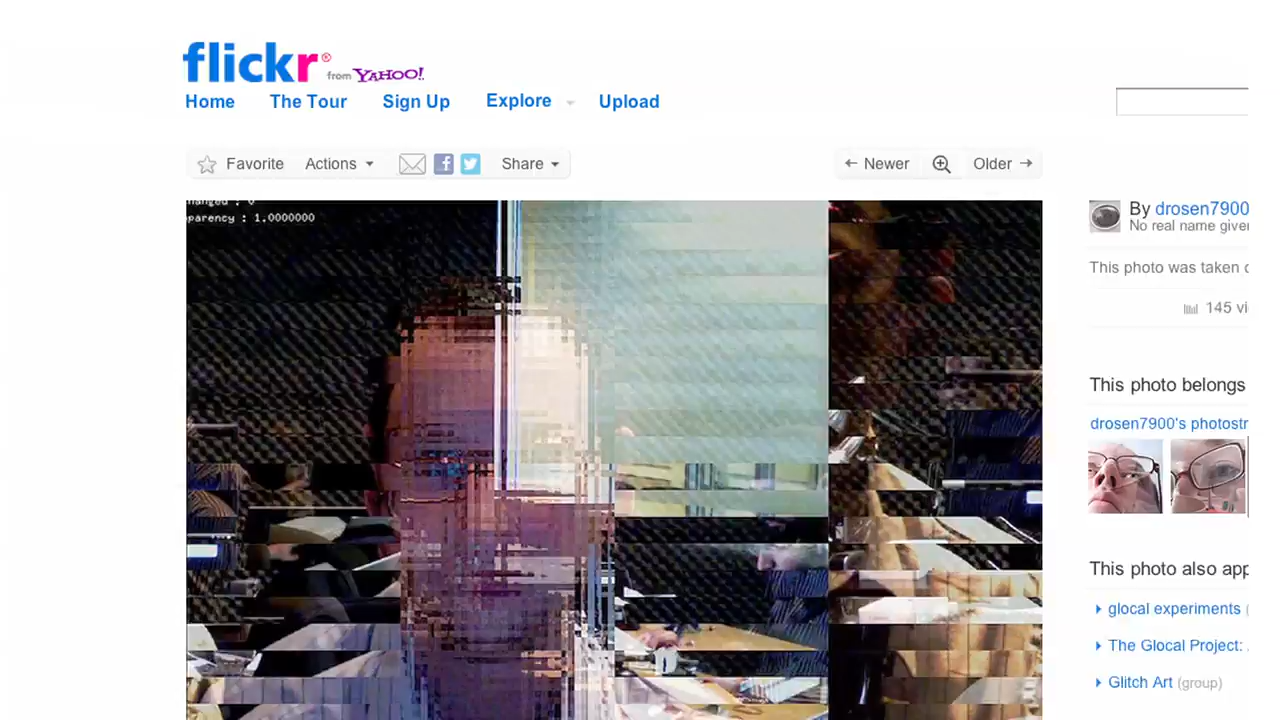 flickr® from YAHOO!
Home The Tour Sign Up Explore Upload
Favorite Actions Share
← Newer Older →
parency : 1.0000000
By drosen7900
No real name give
This photo was taken
145 vi
This photo belongs
drosen7900's photostr
This photo also app
glocal experiments (
The Glocal Project:
Glitch Art (group)